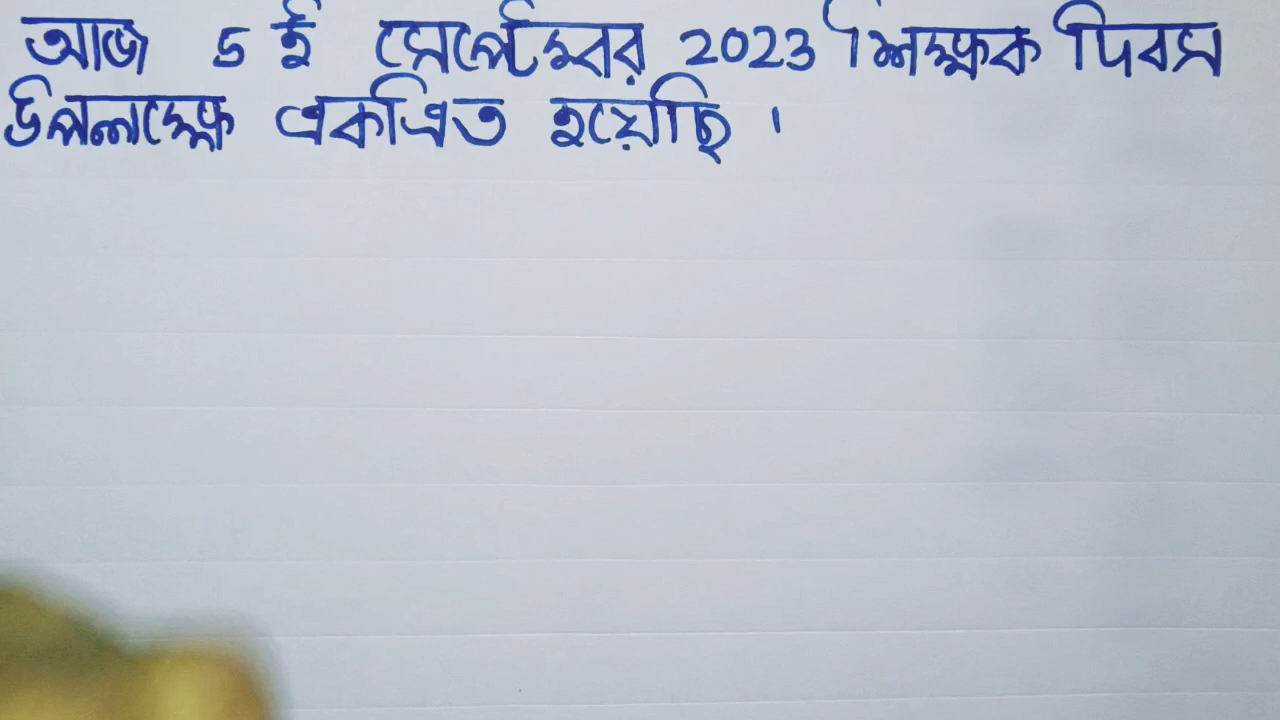 আজ 5 ই সেপ্টেম্বর 2023 শিক্ষক দিবস
উপলক্ষে একত্রিত হয়েছি ।